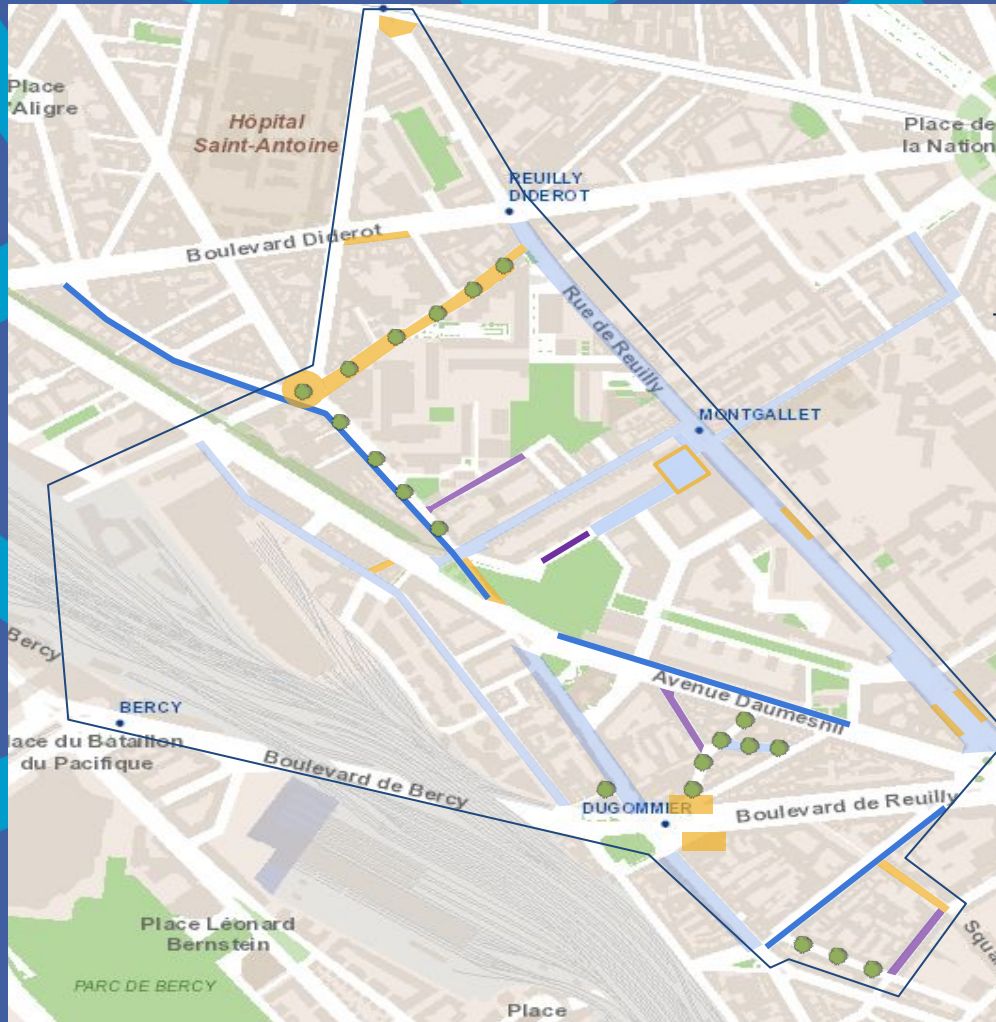 Place
'Aligre
Hôpital
Saint-Antoine
Place de
la Nation
REUILLY
DIDEROT
Boulevard Diderot
Rue de Reuilly
MONTGALLET
Bercy
BERCY
lace du Bataillon
du Pacifique
Avenue Daumesnil
Boulevard de Bercy
DUGOMMIER
Boulevard de Reuilly
Place Léonard
Bernstein
Squa
PARC DE BERCY
Place